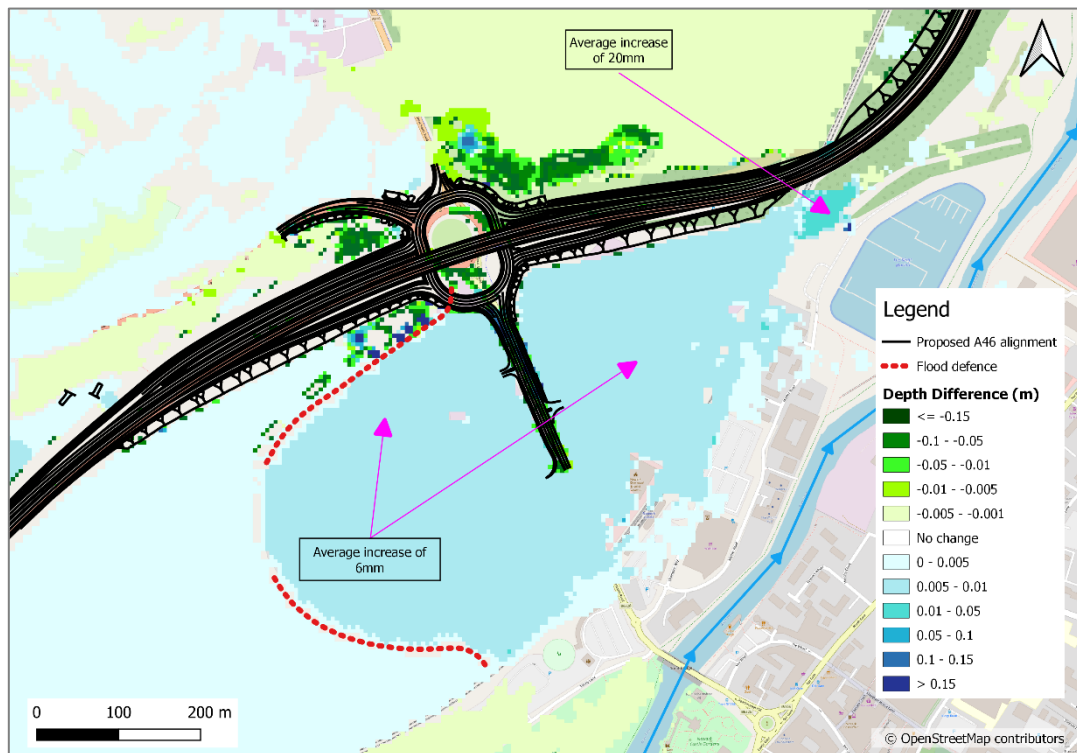 Average increase
of 20mm
Average increase of
6mm
Legend
Proposed A46 alignment
Flood defence
Depth Difference (m)
<= -0.15
-0.1 - -0.05
-0.05 - -0.01
-0.01 - -0.005
-0.005 - -0.001
No change
0 - 0.005
0.005 - 0.01
0.01 - 0.05
0.05 - 0.1
0.1 - 0.15
> 0.15
0 100 200 m
© OpenStreetMap contributors